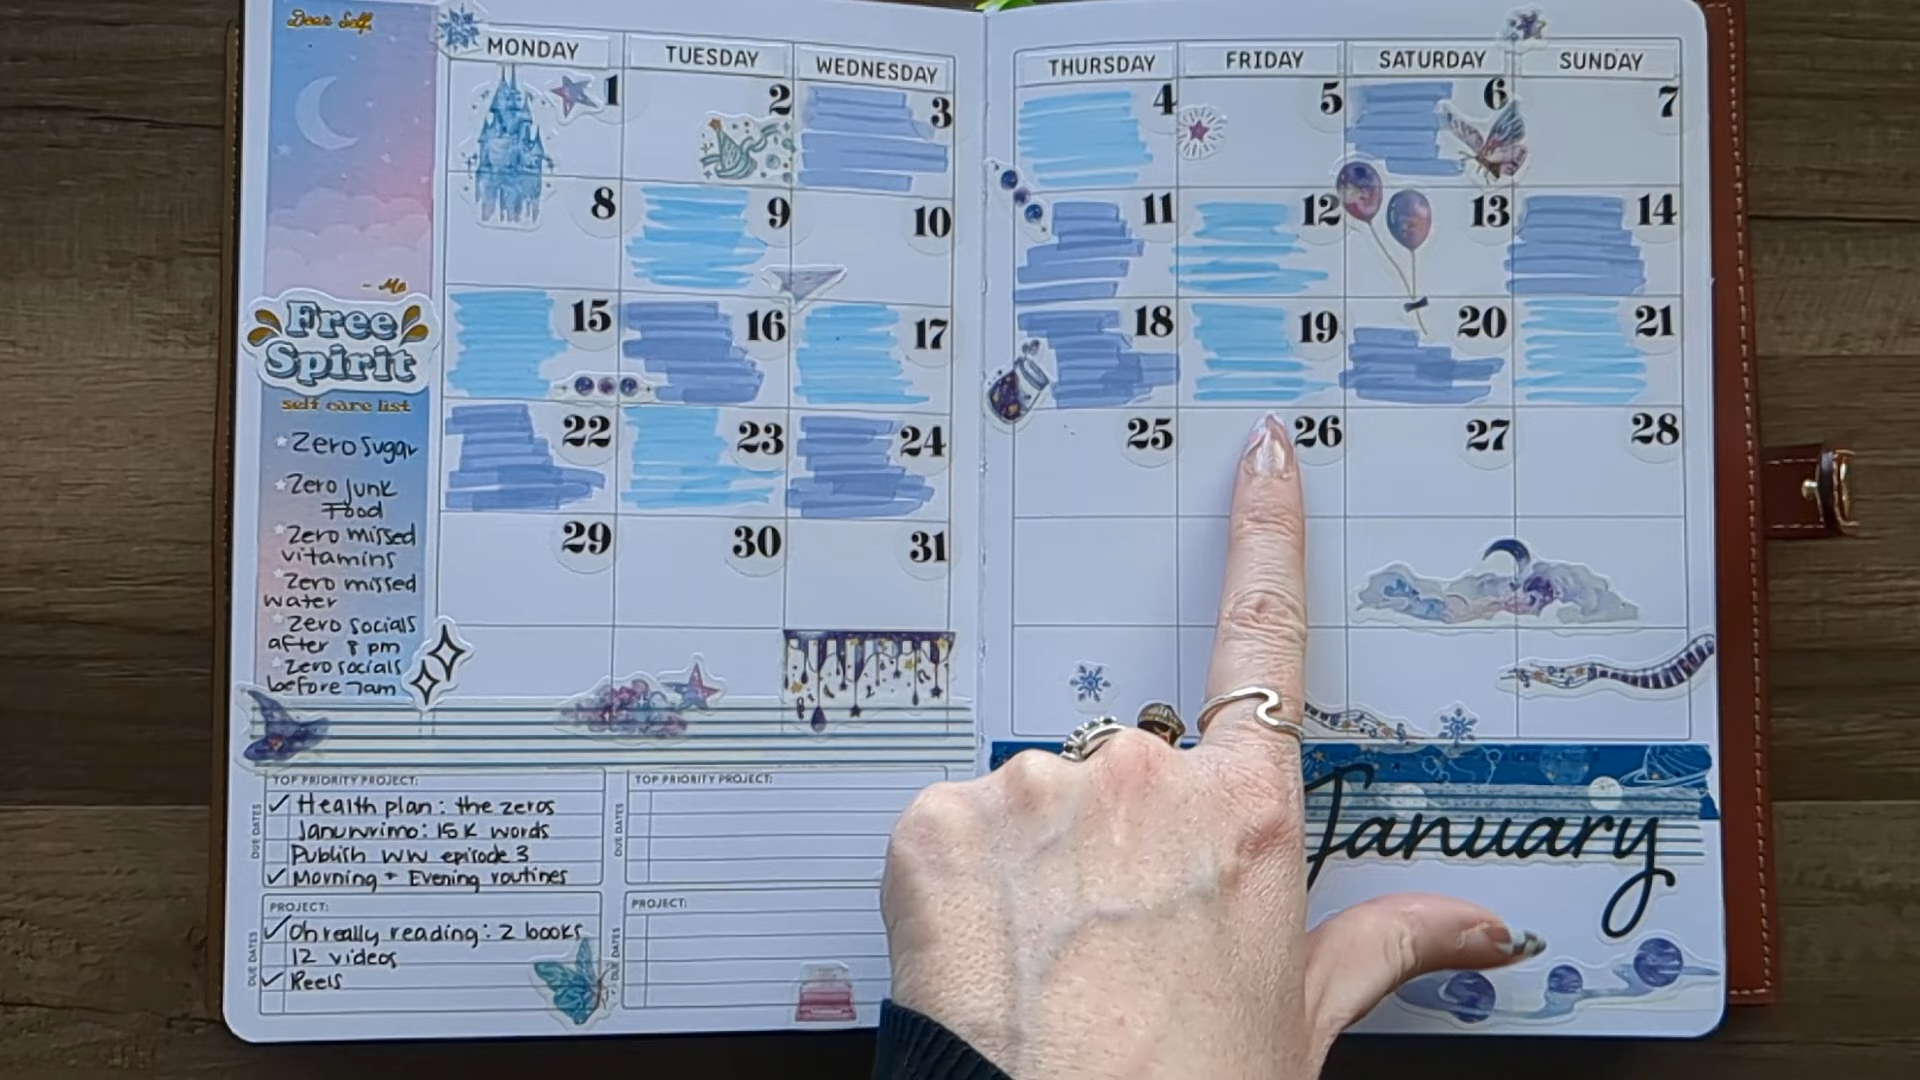 Dear Self,
- Me
Free
Spirit
self care list
Zero Sugar
Zero Junk
Food
Zero missed
vitamins
Zero missed
water
Zero socials
after 8 pm
Zero socials
before 7am
MONDAY TUESDAY WEDNESDAY THURSDAY FRIDAY SATURDAY SUNDAY
1 2 3 4 5 6 7
8 9 10 11 12 13 14
15 16 17 18 19 20 21
22 23 24 25 26 27 28
29 30 31
TOP PRIORITY PROJECT:
DUE DATES
✓ Health plan: the zeros
Janunwrimo: 15K words
Publish WW episode 3
✓ Morning + Evening routines
PROJECT:
DUE DATES
✓ Oh really reading: 2 books
12 videos
✓ Reels
TOP PRIORITY PROJECT:
DUE DATES
PROJECT:
DUE DATES
January